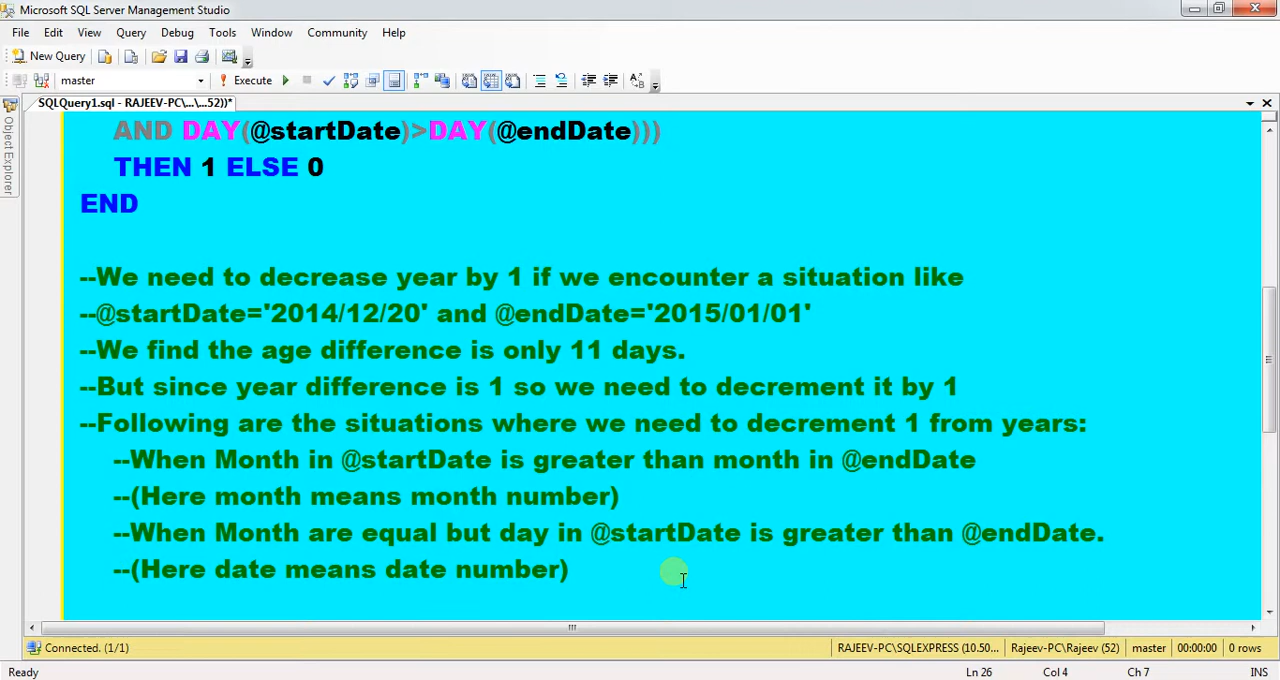 Microsoft SQL Server Management Studio
File Edit View Query Debug Tools Window Community Help
New Query
master Execute
SQLQuery1.sql - RAJEEV-PC\...\...52))*
Object Explorer
AND DAY(@startDate)>DAY(@endDate)))
THEN 1 ELSE 0
END
--We need to decrease year by 1 if we encounter a situation like
--@startDate='2014/12/20' and @endDate='2015/01/01'
--We find the age difference is only 11 days.
--But since year difference is 1 so we need to decrement it by 1
--Following are the situations where we need to decrement 1 from years:
--When Month in @startDate is greater than month in @endDate
--(Here month means month number)
--When Month are equal but day in @startDate is greater than @endDate.
--(Here date means date number)
Connected. (1/1) RAJEEV-PC\SQLEXPRESS (10.50... Rajeev-PC\Rajeev (52) master 00:00:00 0 rows
Ready Ln 26 Col 4 Ch 7 INS